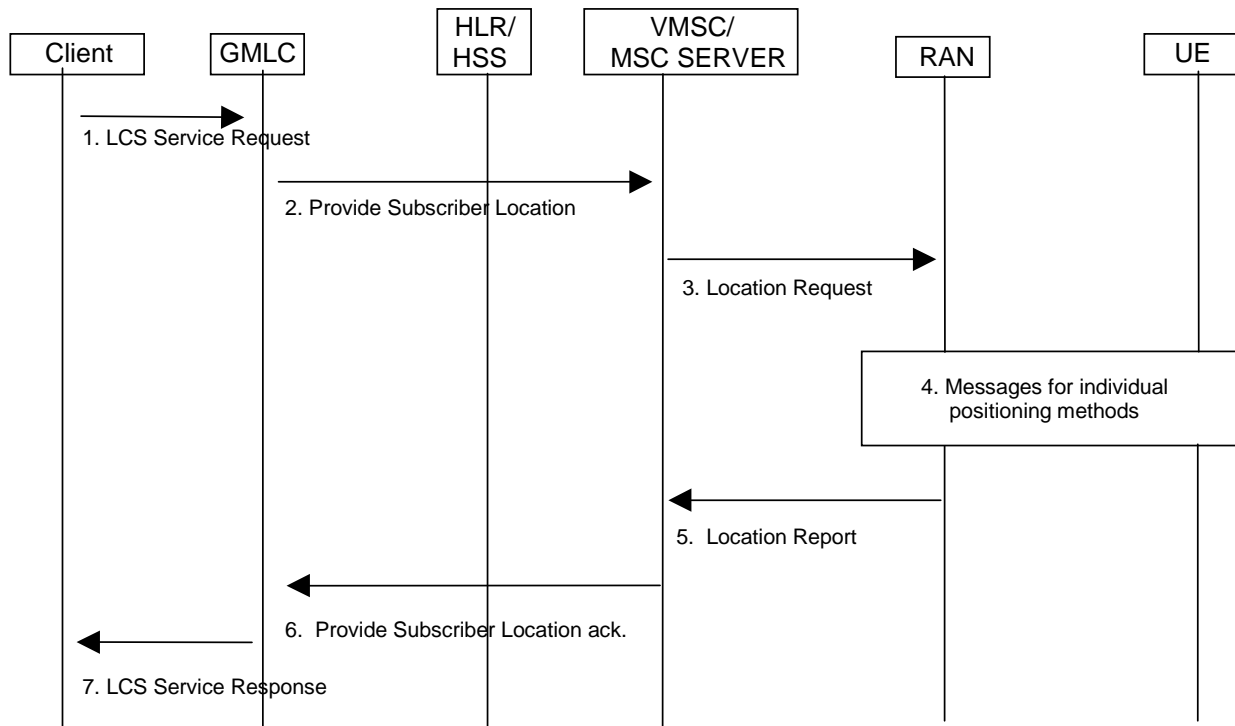 Client
GMLC
HLR/
HSS
VMSC/
MSC SERVER
RAN
UE
1. LCS Service Request
2. Provide Subscriber Location
3. Location Request
4. Messages for individual
positioning methods
5. Location Report
6. Provide Subscriber Location ack.
7. LCS Service Response